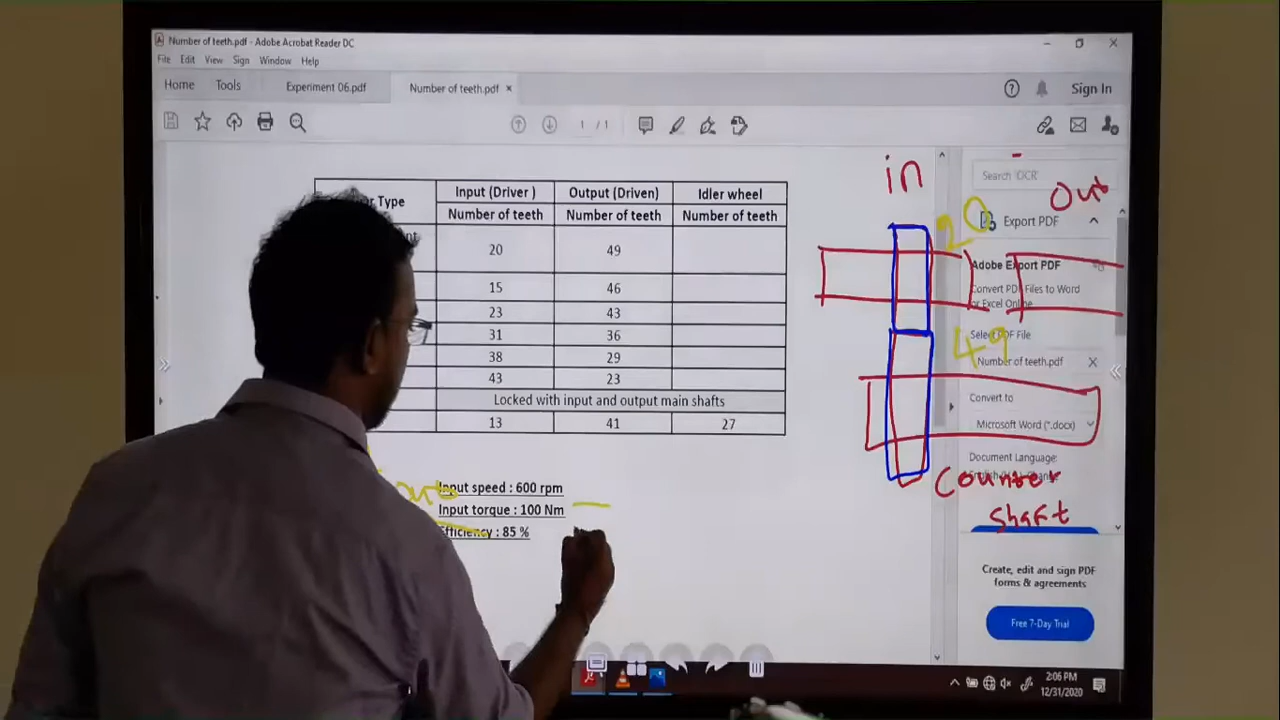 Number of teeth.pdf - Adobe Acrobat Reader DC
File Edit View Sign Window Help
Home Tools Experiment 06.pdf Number of teeth.pdf ×
Sign In
1 / 1
in
Out
Search 'OCR'
Export PDF
20
Adobe Export PDF
Convert PDF Files to Word
or Excel Online
Select PDF File
49
Number of teeth.pdf
Convert to
Microsoft Word (*.docx)
Document Language:
Counter
shaft
Create, edit and sign PDF
forms & agreements
Free 7-Day Trial
Type Input (Driver ) Output (Driven) Idler wheel
Number of teeth Number of teeth Number of teeth
20 49
15 46
23 43
31 36
38 29
43 23
Locked with input and output main shafts
13 41 27
out
Input speed : 600 rpm
Input torque : 100 Nm
Efficiency : 85 %
2:06 PM
12/31/2020